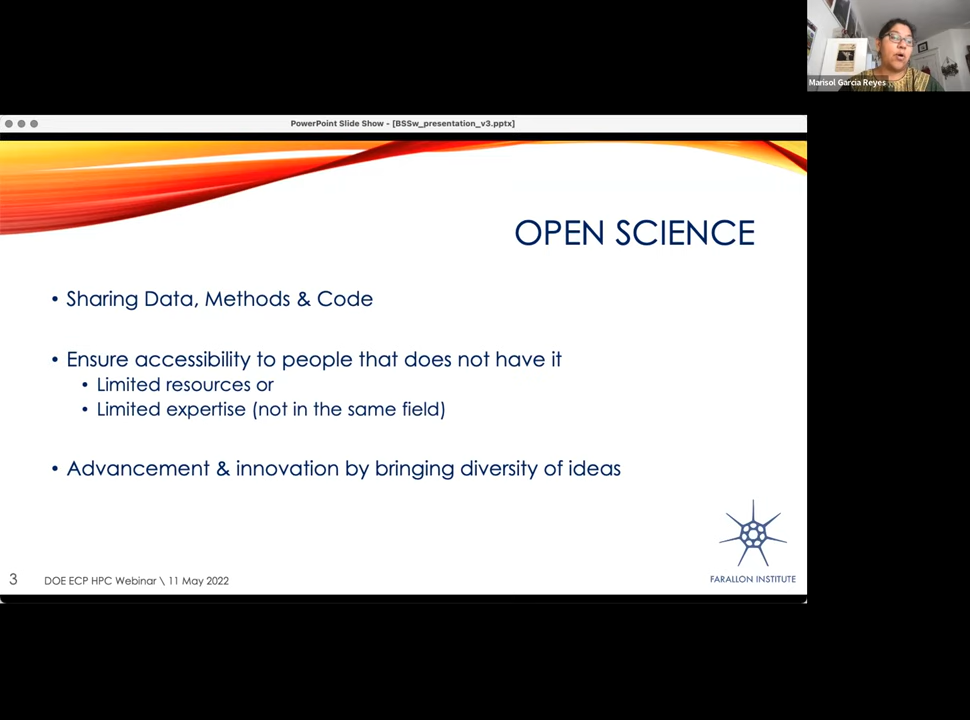 Marisol Garcia Reyes
PowerPoint Slide Show - [BSSw_presentation_v3.pptx]
OPEN SCIENCE
• Sharing Data, Methods & Code
• Ensure accessibility to people that does not have it
• Limited resources or
• Limited expertise (not in the same field)
• Advancement & innovation by bringing diversity of ideas
FARALLON INSTITUTE
3 DOE ECP HPC Webinar \ 11 May 2022